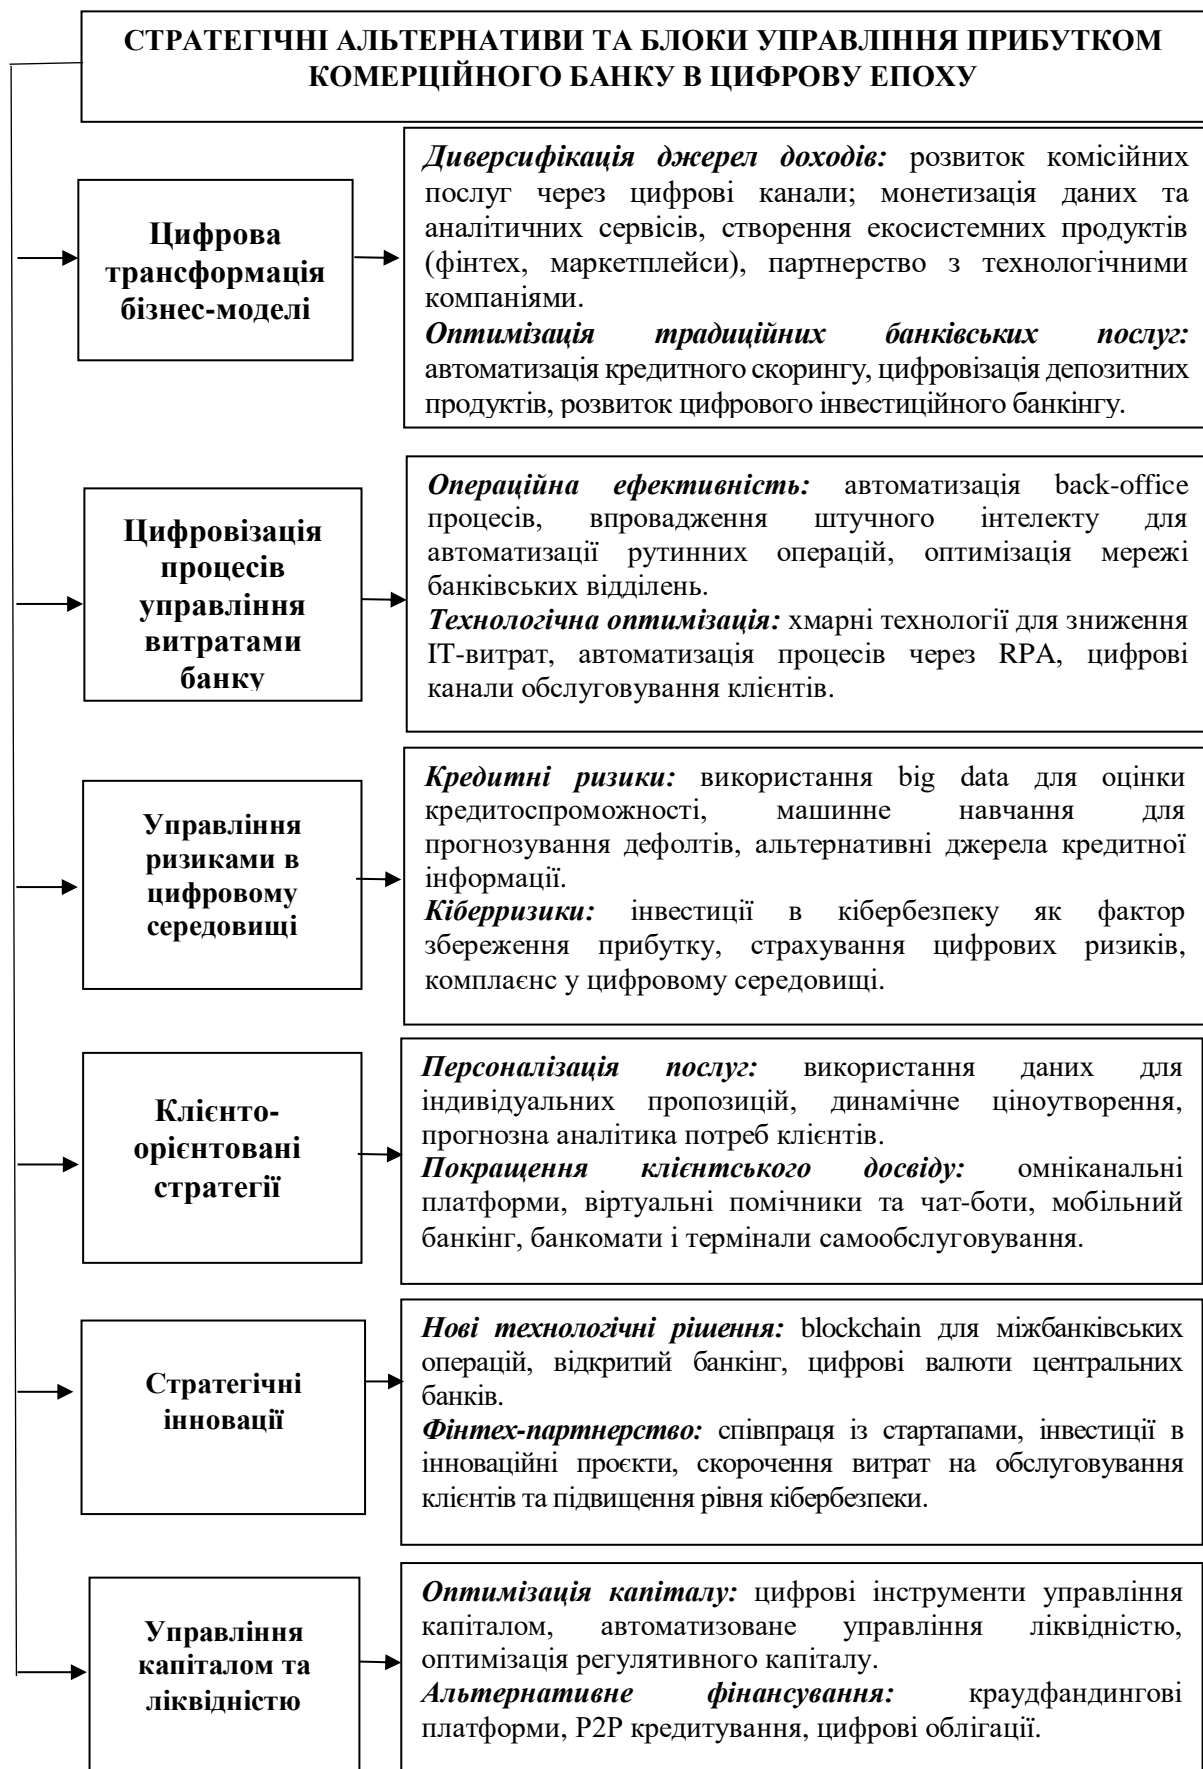 СТРАТЕГІЧНІ АЛЬТЕРНАТИВИ ТА БЛОКИ УПРАВЛІННЯ ПРИБУТКОМ
КОМЕРЦІЙНОГО БАНКУ В ЦИФРОВУ ЕПОХУ
Цифрова
трансформація
бізнес-моделі
Диверсифікація джерел доходів: розвиток комісійних
послуг через цифрові канали; монетизація даних та
аналітичних сервісів, створення екосистемних продуктів
(фінтех, маркетплейси), партнерство з технологічними
компаніями.
Оптимізація традиційних банківських послуг:
автоматизація кредитного скорингу, цифровізація депозитних
продуктів, розвиток цифрового інвестиційного банкінгу.
Цифровізація
процесів
управління
витратами
банку
Операційна ефективність: автоматизація back-office
процесів, впровадження штучного інтелекту для
автоматизації рутинних операцій, оптимізація мережі
банківських відділень.
Технологічна оптимізація: хмарні технології для зниження
ІТ-витрат, автоматизація процесів через RPA, цифрові
канали обслуговування клієнтів.
Управління
ризиками в
цифровому
середовищі
Кредитні ризики: використання big data для оцінки
кредитоспроможності, машинне навчання для
прогнозування дефолтів, альтернативні джерела кредитної
інформації.
Кіберризики: інвестиції в кібербезпеку як фактор
збереження прибутку, страхування цифрових ризиків,
комплаєнс у цифровому середовищі.
Клієнто-
орієнтовані
стратегії
Персоналізація послуг: використання даних для
індивідуальних пропозицій, динамічне ціноутворення,
прогнозна аналітика потреб клієнтів.
Покращення клієнтського досвіду: омніканальні
платформи, віртуальні помічники та чат-боти, мобільний
банкінг, банкомати і термінали самообслуговування.
Стратегічні
інновації
Нові технологічні рішення: blockchain для міжбанківських
операцій, відкритий банкінг, цифрові валюти центральних
банків.
Фінтех-партнерство: співпраця із стартапами, інвестиції в
інноваційні проєкти, скорочення витрат на обслуговування
клієнтів та підвищення рівня кібербезпеки.
Управління
капіталом та
ліквідністю
Оптимізація капіталу: цифрові інструменти управління
капіталом, автоматизоване управління ліквідністю,
оптимізація регулятивного капіталу.
Альтернативне фінансування: краудфандингові
платформи, P2P кредитування, цифрові облігації.